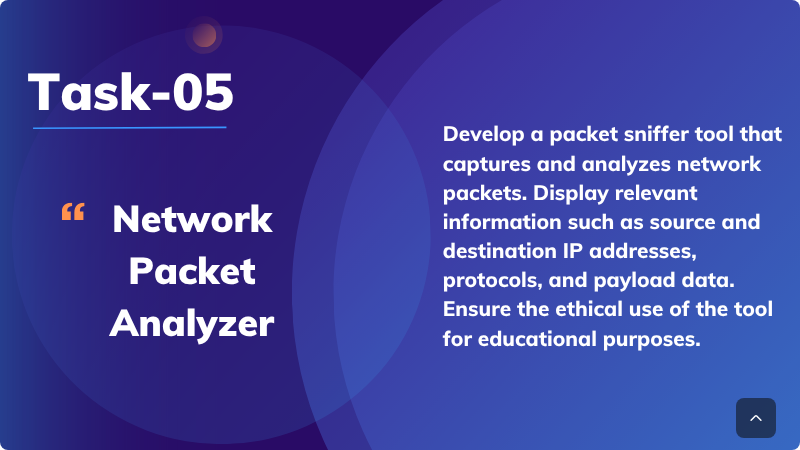 Task-05
“ Network
Packet
Analyzer
Develop a packet sniffer tool that
captures and analyzes network
packets. Display relevant
information such as source and
destination IP addresses,
protocols, and payload data.
Ensure the ethical use of the tool
for educational purposes.